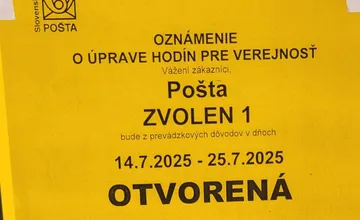 Slovensk
POŠTA
OZNÁMENIE
O ÚPRAVE HODÍN PRE VEREJNOSŤ
Vážení zákazníci,
Pošta
ZVOLEN 1
bude z prevádzkových dôvodov v dňoch
14.7.2025 - 25.7.2025
OTVORENÁ